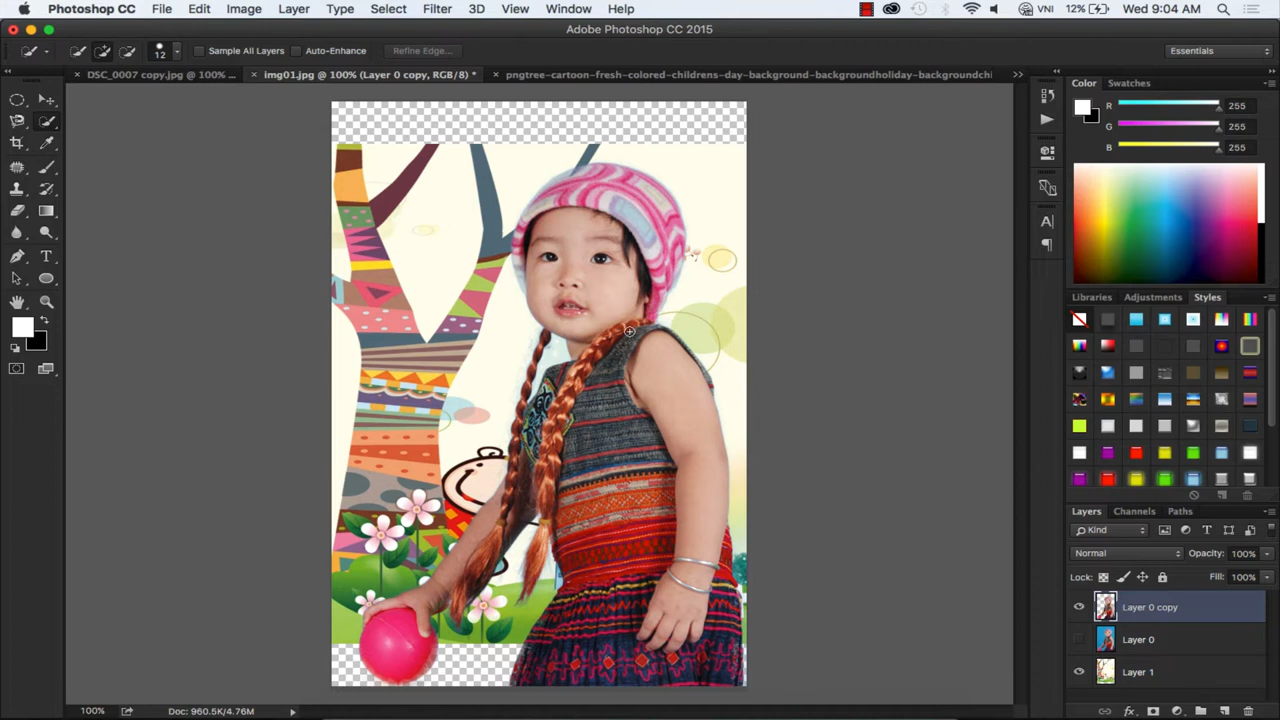 Photoshop CC File Edit Image Layer Type Select Filter 3D View Window Help VNI 12% Wed 9:04 AM
Adobe Photoshop CC 2015
12 Sample All Layers Auto-Enhance Refine Edge... Essentials
DSC_0007 copy.jpg @ 100% ... img01.jpg @ 100% (Layer 0 copy, RGB/8) * pngtree-cartoon-fresh-colored-childrens-day-background-backgroundholiday-backgroundchi
Color Swatches
R 255
G 255
B 255
Libraries Adjustments Styles
Layers Channels Paths
Kind
Normal Opacity: 100%
Lock: Fill: 100%
Layer 0 copy
Layer 0
Layer 1
100% Doc: 960.5K/4.76M